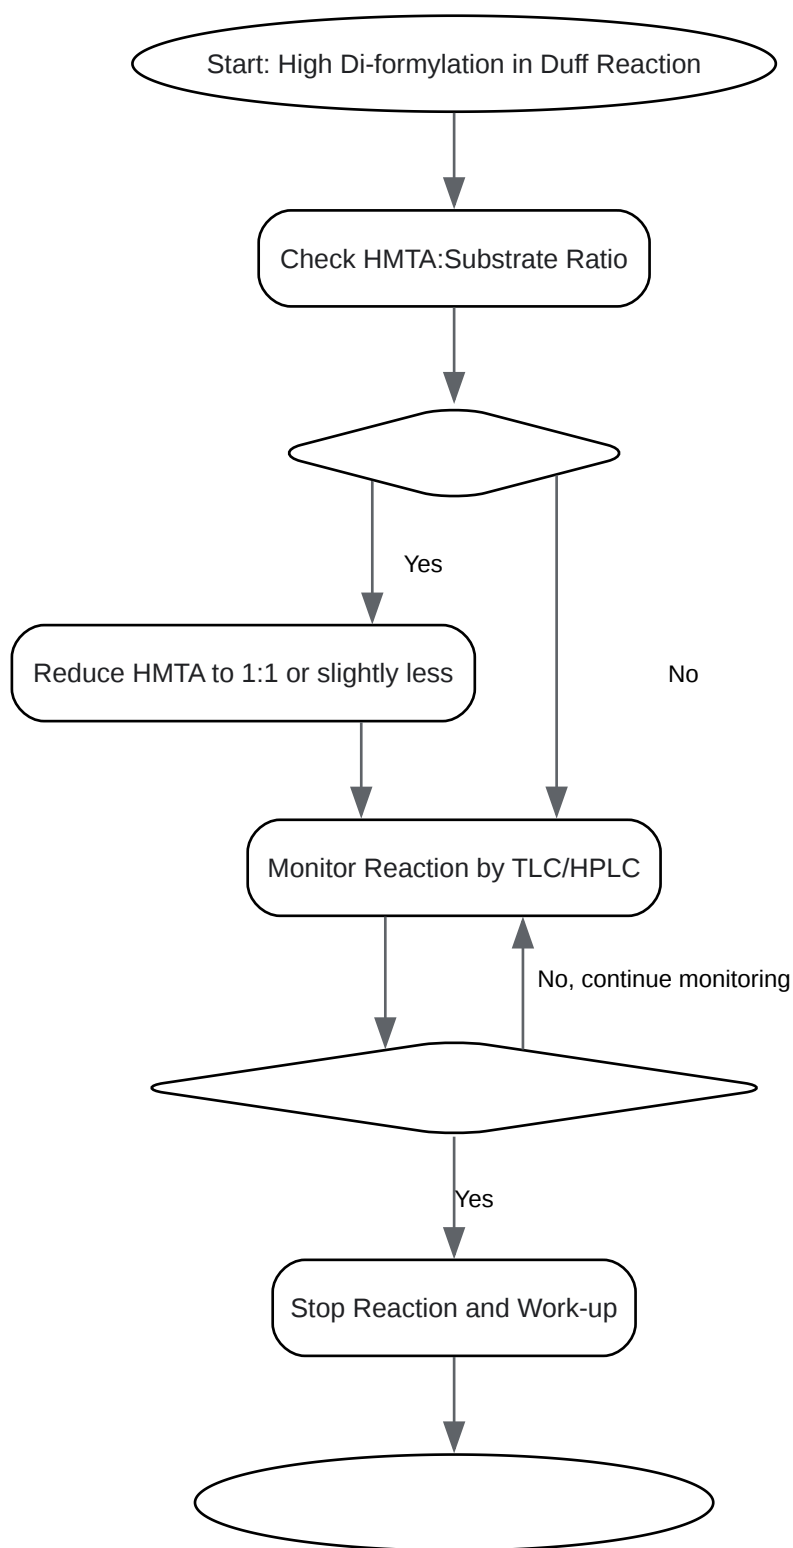 Start: High Di-formylation in Duff Reaction
Check HMTA:Substrate Ratio
Yes
Reduce HMTA to 1:1 or slightly less
No
Monitor Reaction by TLC/HPLC
No, continue monitoring
Yes
Stop Reaction and Work-up